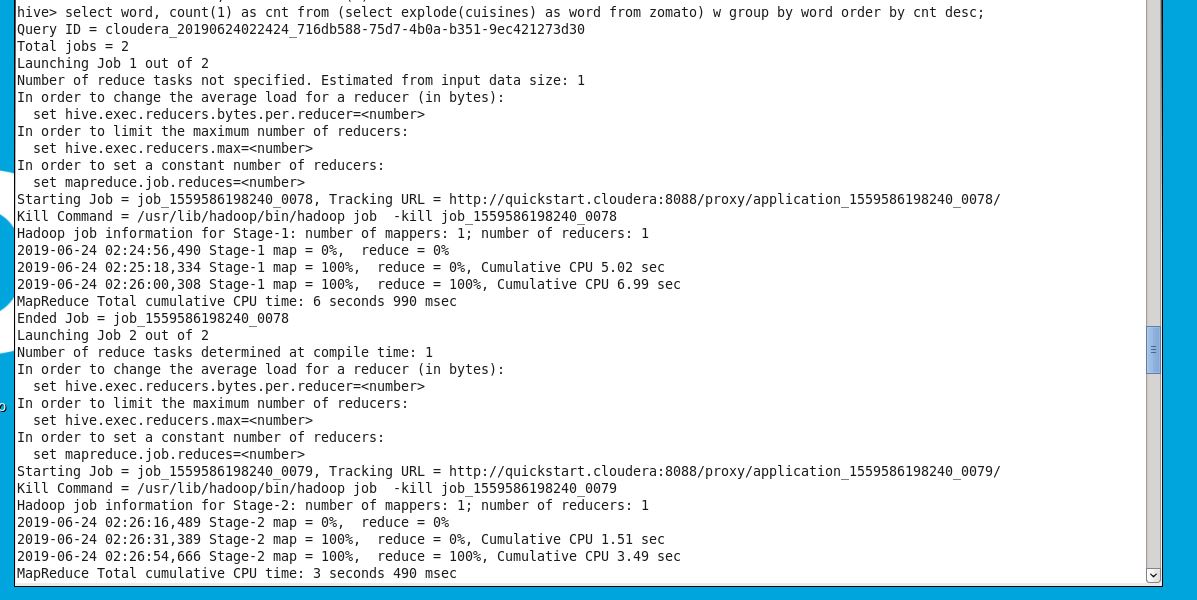 hive> select word, count(1) as cnt from (select explode(cuisines) as word from zomato) w group by word order by cnt desc;
Query ID = cloudera_20190624022424_716db588-75d7-4b0a-b351-9ec421273d30
Total jobs = 2
Launching Job 1 out of 2
Number of reduce tasks not specified. Estimated from input data size: 1
In order to change the average load for a reducer (in bytes):
  set hive.exec.reducers.bytes.per.reducer=<number>
In order to limit the maximum number of reducers:
  set hive.exec.reducers.max=<number>
In order to set a constant number of reducers:
  set mapreduce.job.reduces=<number>
Starting Job = job_1559586198240_0078, Tracking URL = http://quickstart.cloudera:8088/proxy/application_1559586198240_0078/
Kill Command = /usr/lib/hadoop/bin/hadoop job  -kill job_1559586198240_0078
Hadoop job information for Stage-1: number of mappers: 1; number of reducers: 1
2019-06-24 02:24:56,490 Stage-1 map = 0%,  reduce = 0%
2019-06-24 02:25:18,334 Stage-1 map = 100%,  reduce = 0%, Cumulative CPU 5.02 sec
2019-06-24 02:26:00,308 Stage-1 map = 100%,  reduce = 100%, Cumulative CPU 6.99 sec
MapReduce Total cumulative CPU time: 6 seconds 990 msec
Ended Job = job_1559586198240_0078
Launching Job 2 out of 2
Number of reduce tasks determined at compile time: 1
In order to change the average load for a reducer (in bytes):
  set hive.exec.reducers.bytes.per.reducer=<number>
In order to limit the maximum number of reducers:
  set hive.exec.reducers.max=<number>
In order to set a constant number of reducers:
  set mapreduce.job.reduces=<number>
Starting Job = job_1559586198240_0079, Tracking URL = http://quickstart.cloudera:8088/proxy/application_1559586198240_0079/
Kill Command = /usr/lib/hadoop/bin/hadoop job  -kill job_1559586198240_0079
Hadoop job information for Stage-2: number of mappers: 1; number of reducers: 1
2019-06-24 02:26:16,489 Stage-2 map = 0%,  reduce = 0%
2019-06-24 02:26:31,389 Stage-2 map = 100%,  reduce = 0%, Cumulative CPU 1.51 sec
2019-06-24 02:26:54,666 Stage-2 map = 100%,  reduce = 100%, Cumulative CPU 3.49 sec
MapReduce Total cumulative CPU time: 3 seconds 490 msec